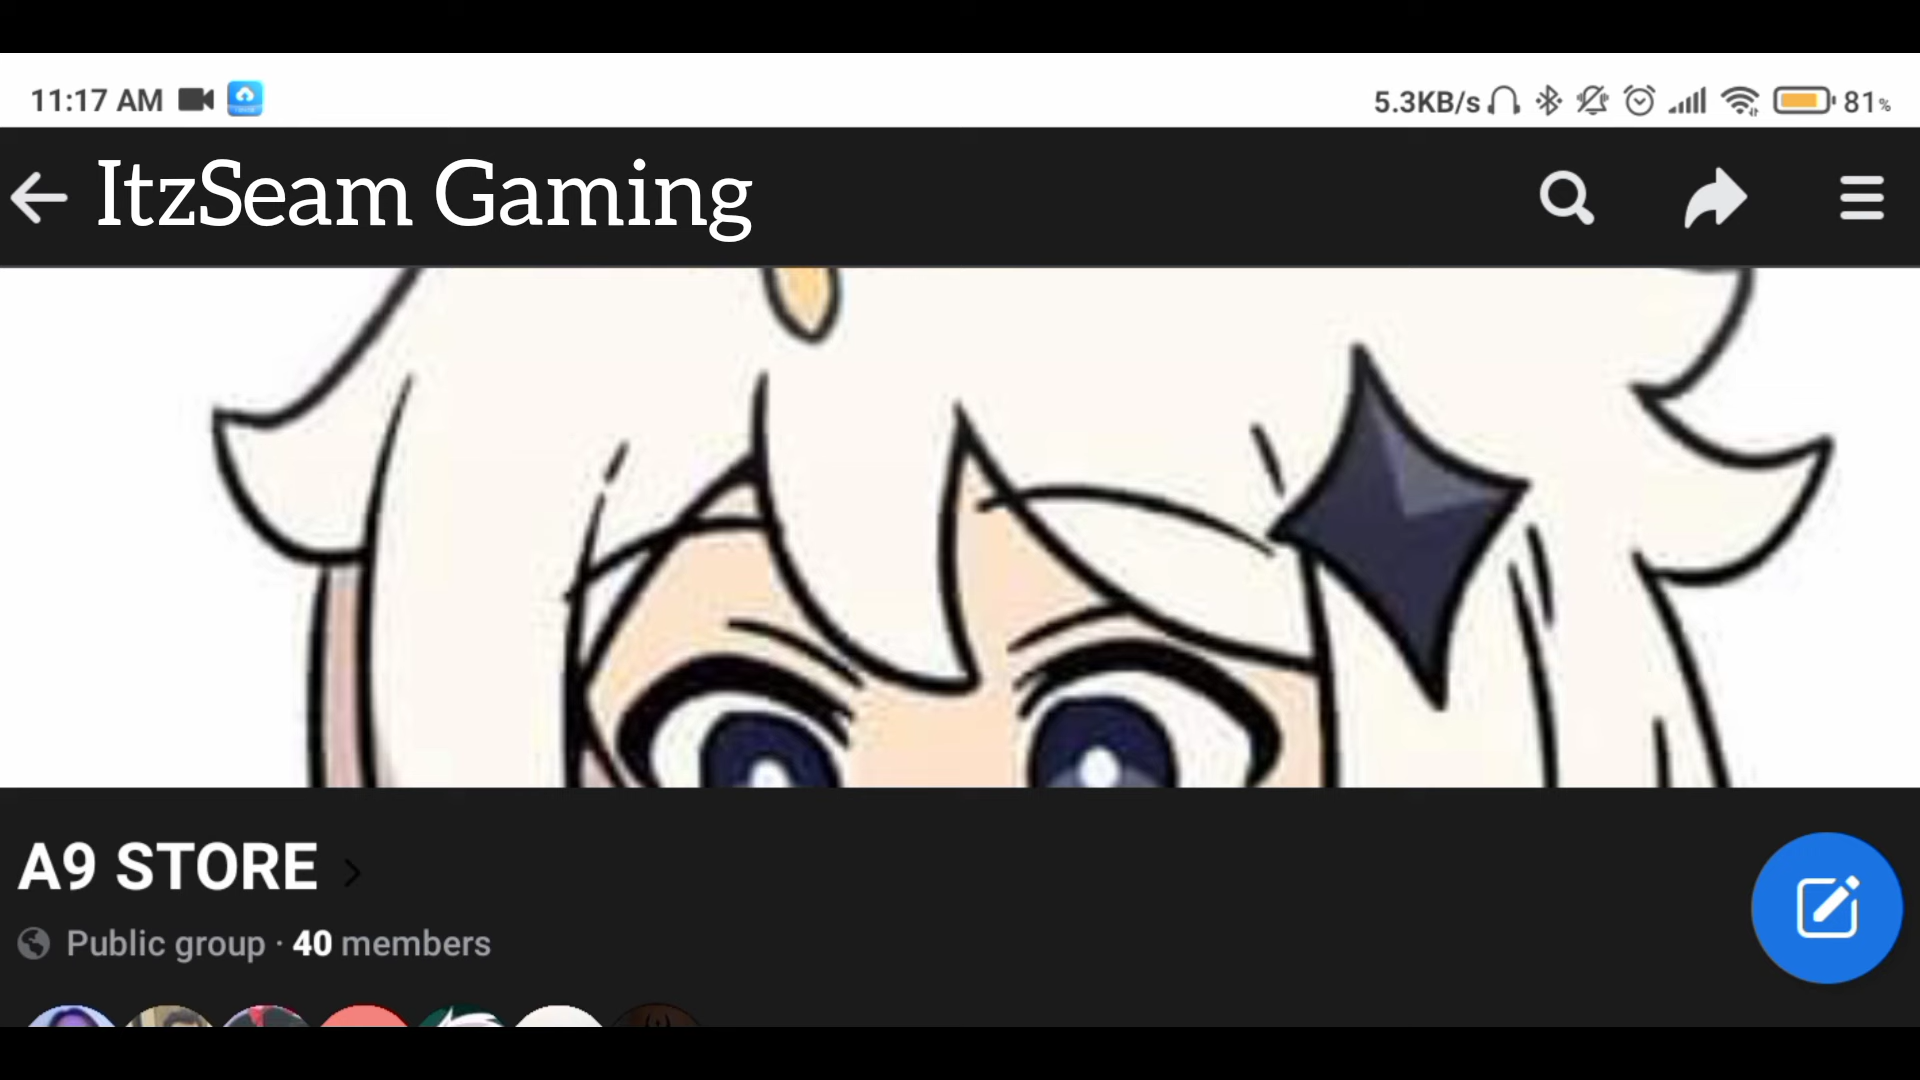 11:17 AM
5.3KB/s 81%
ItzSeam Gaming
A9 STORE
Public group · 40 members